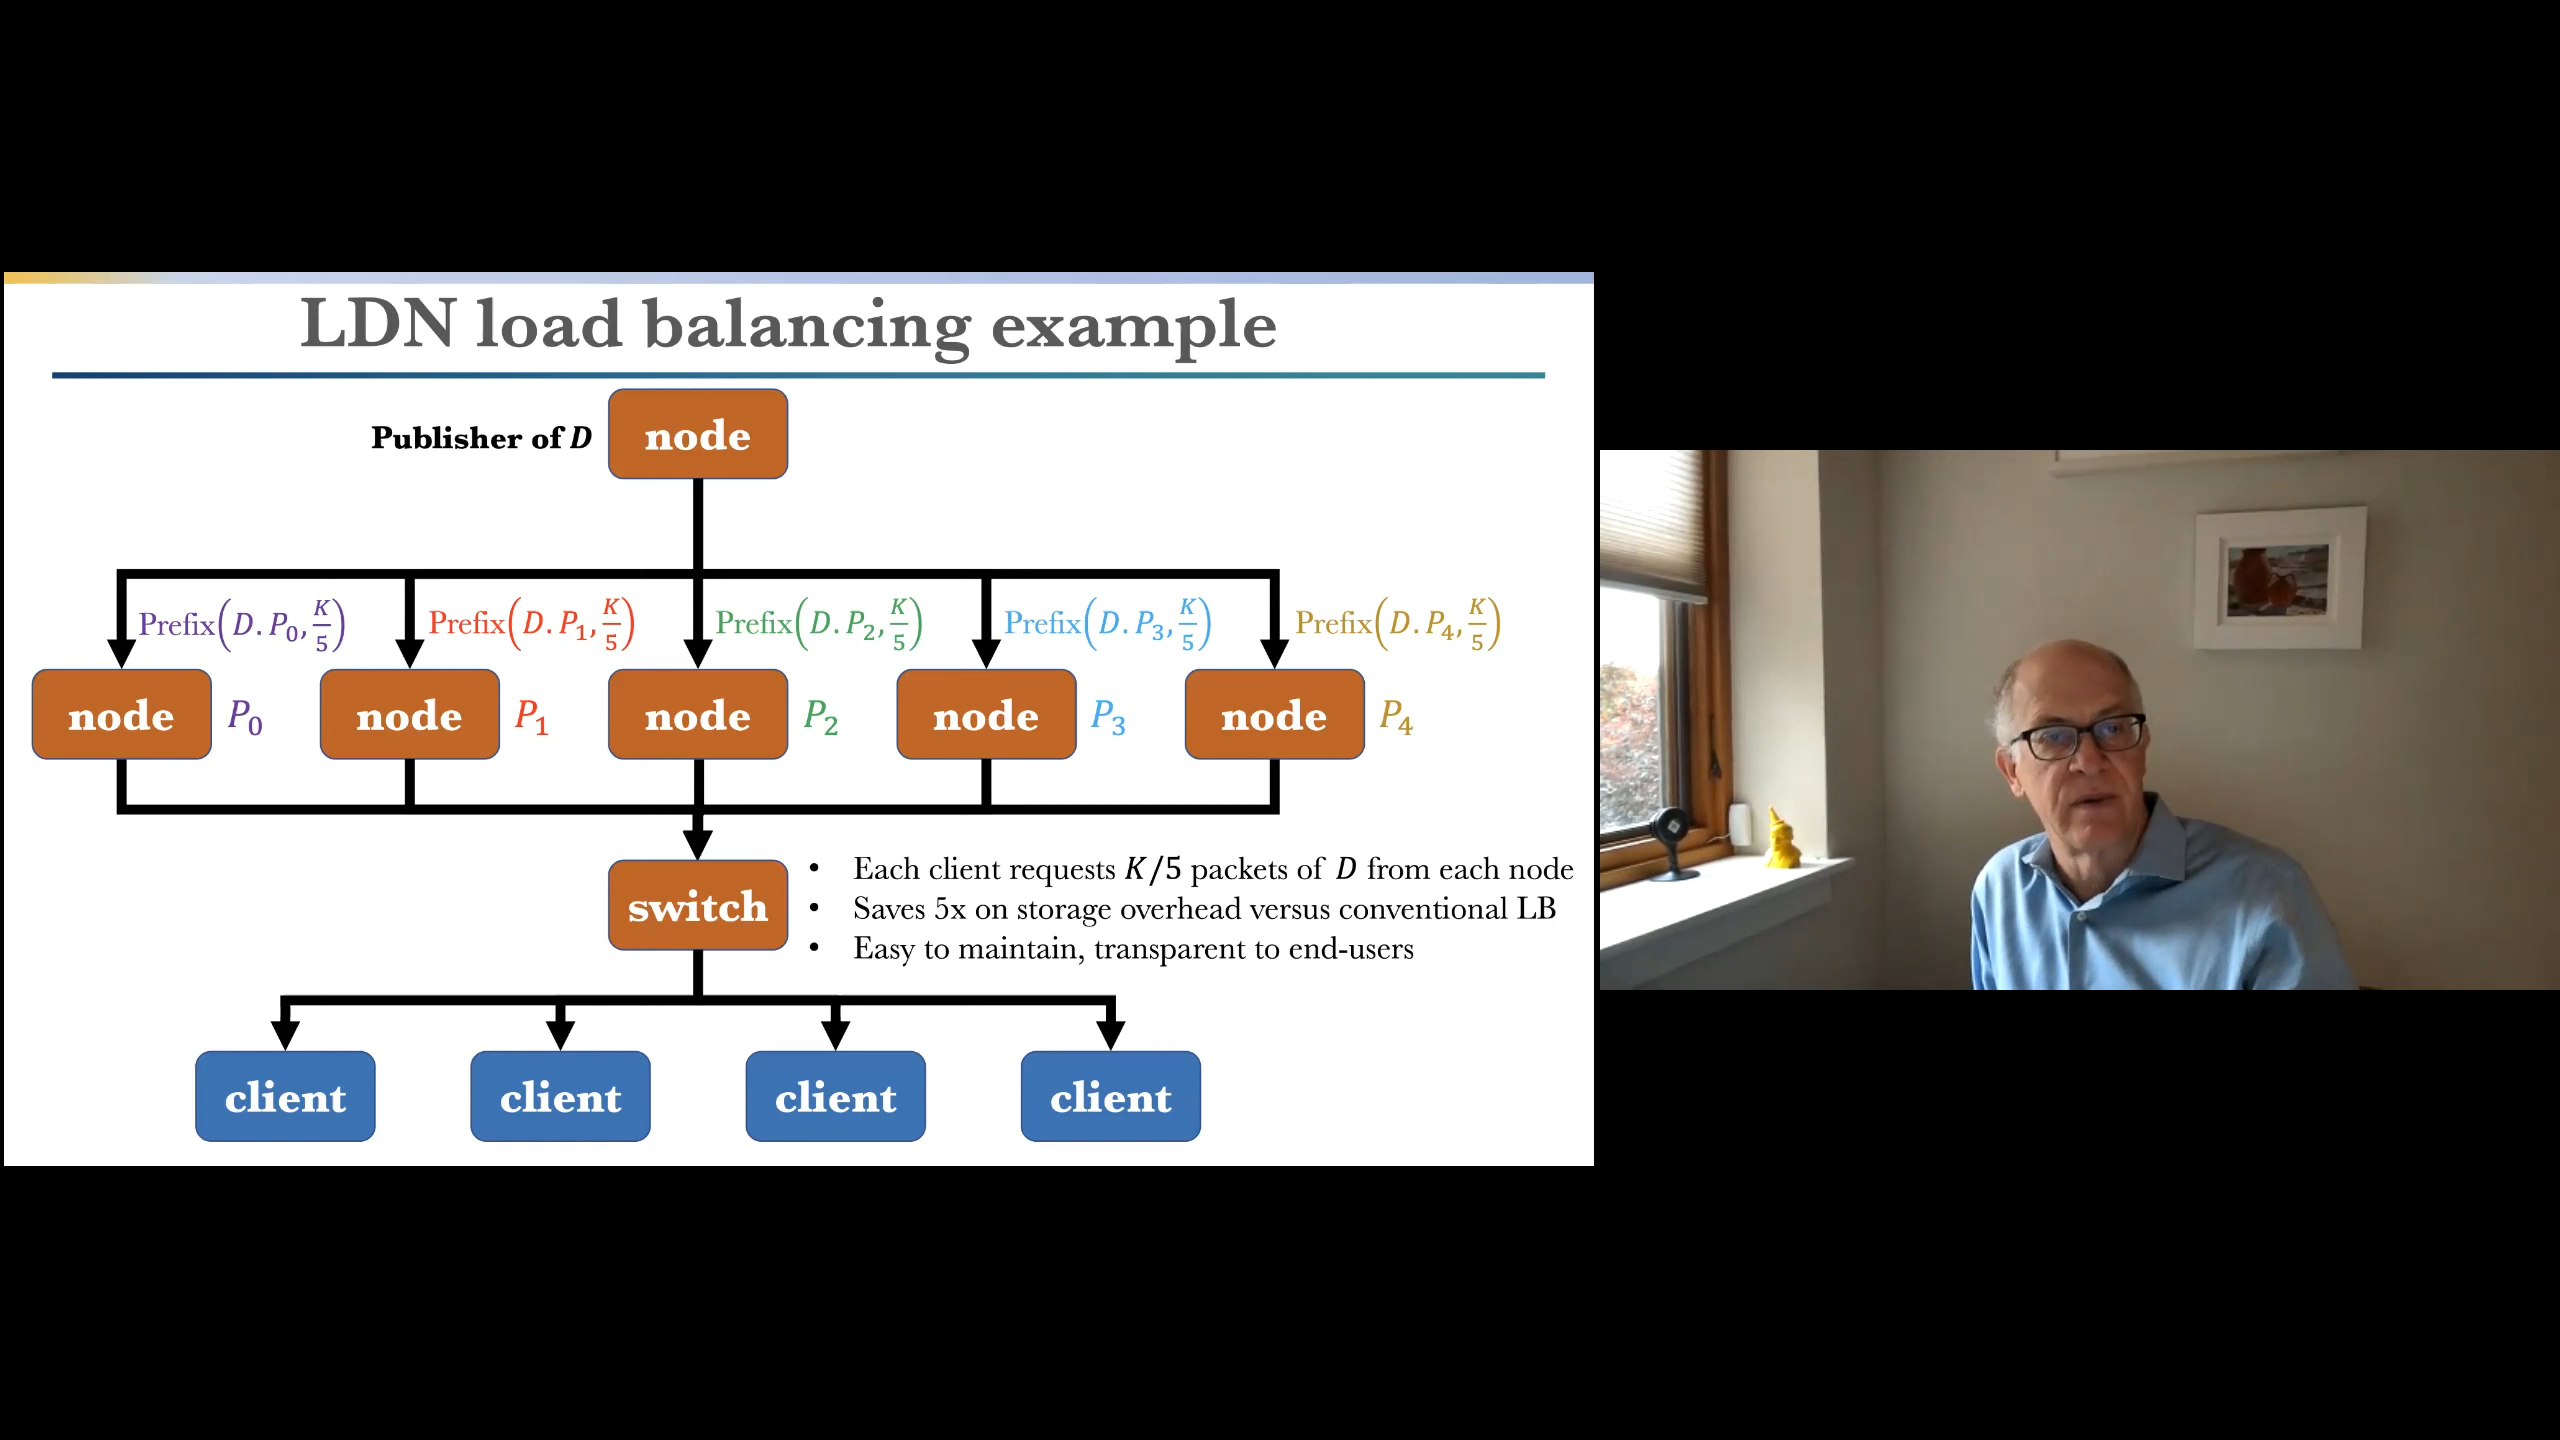 LDN load balancing example
Publisher of D
node
Prefix(D.P₀, K/5)
Prefix(D.P₁, K/5)
Prefix(D.P₂, K/5)
Prefix(D.P₃, K/5)
Prefix(D.P₄, K/5)
node P₀
node P₁
node P₂
node P₃
node P₄
switch
• Each client requests K/5 packets of D from each node
• Saves 5x on storage overhead versus conventional LB
• Easy to maintain, transparent to end-users
client
client
client
client